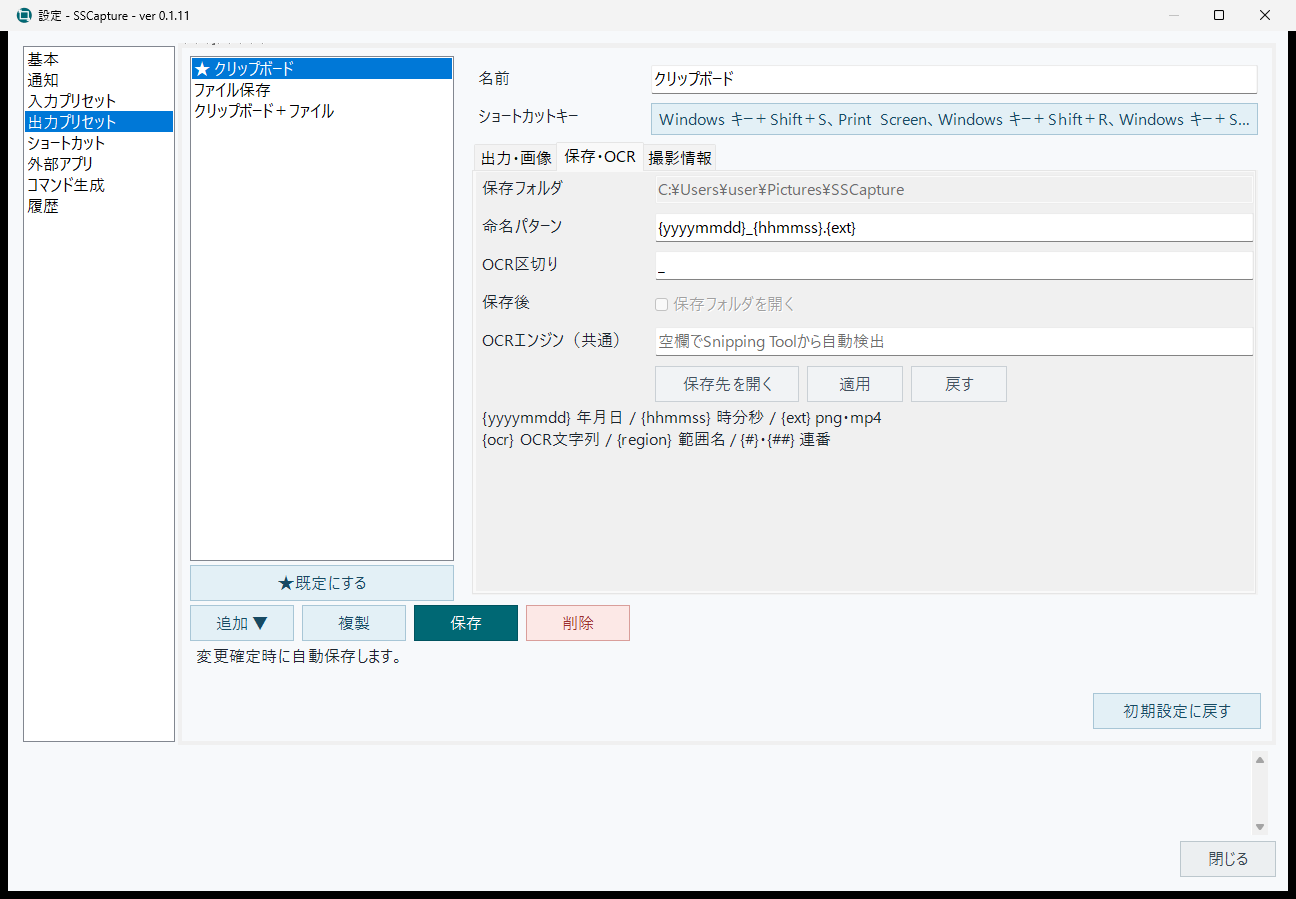 設定 - SSCapture - ver 0.1.11
基本
通知
入力プリセット
出力プリセット
ショートカット
外部アプリ
コマンド生成
履歴
★ クリップボード
ファイル保存
クリップボード＋ファイル
★既定にする
追加 ▼
複製
保存
削除
変更確定時に自動保存します。
名前
クリップボード
ショートカットキー
Windows キー＋Shift＋S、Print Screen、Windows キー＋Shift＋R、Windows キー＋S...
出力・画像
保存・OCR
撮影情報
保存フォルダ
C:¥Users¥user¥Pictures¥SSCapture
命名パターン
{yyyymmdd}_{hhmmss}.{ext}
OCR区切り
_
保存後
保存フォルダを開く
OCRエンジン（共通）
空欄でSnipping Toolから自動検出
保存先を開く
適用
戻す
{yyyymmdd} 年月日 / {hhmmss} 時分秒 / {ext} png・mp4
{ocr} OCR文字列 / {region} 範囲名 / {#}・{##} 連番
初期設定に戻す
閉じる